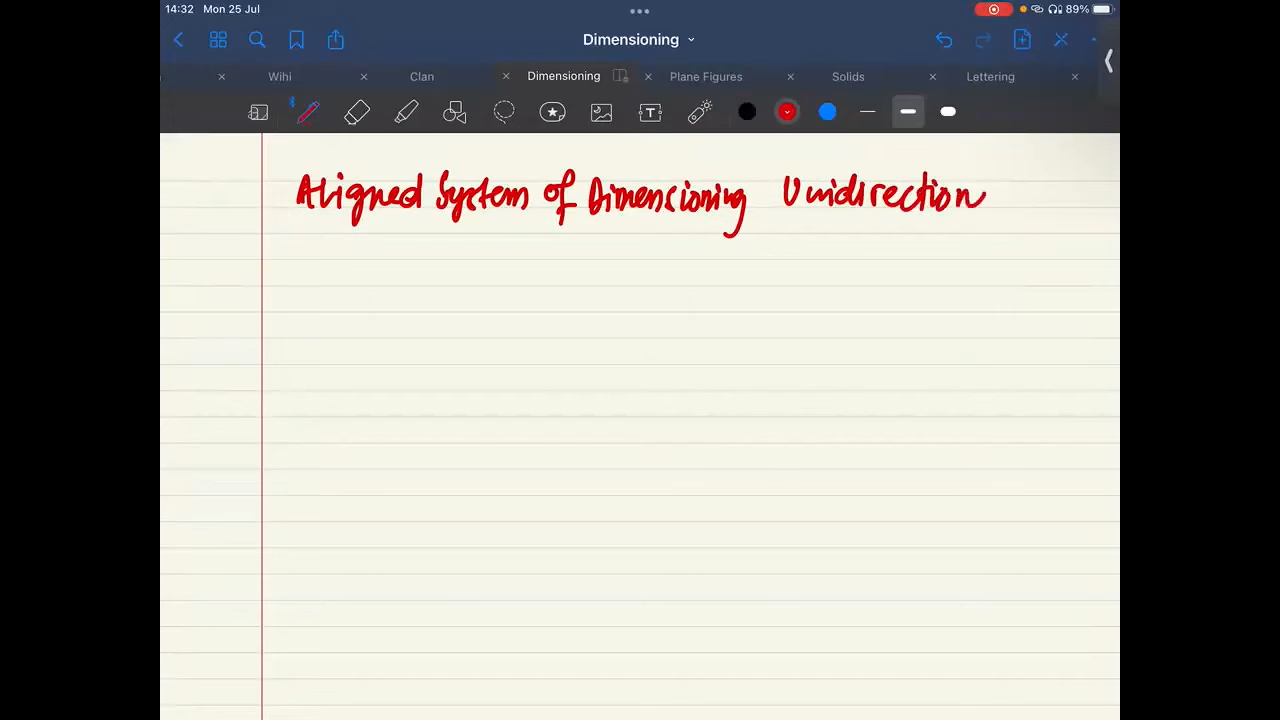 14:32 Mon 25 Jul 89%
Dimensioning
Wihi Clan Dimensioning Plane Figures Solids Lettering
Aligned System of Dimensioning Unidirection